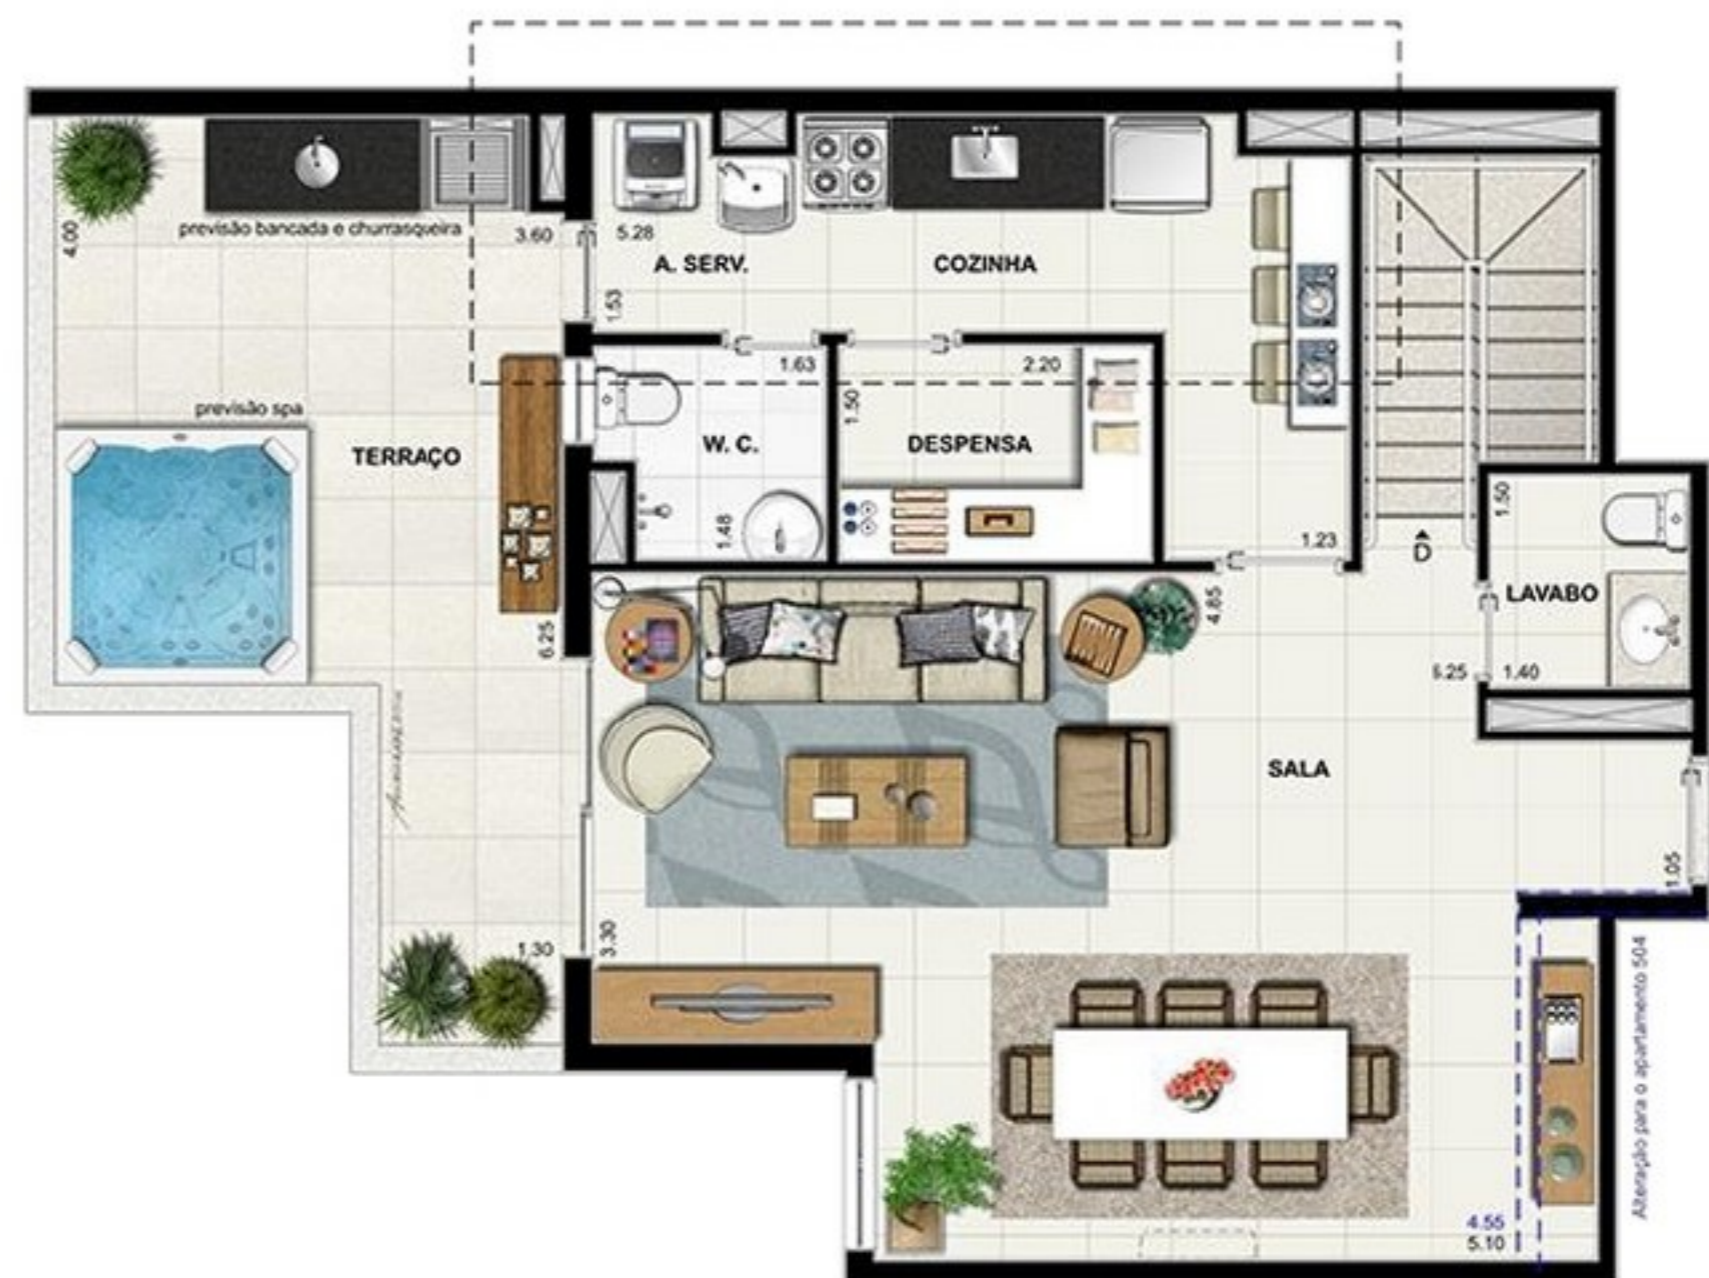 4.00
previsão bancada e churrasqueira
3.60
5.28
A. SERV.
COZINHA
1.53
1.63
2.20
previsão spa
TERRAÇO
W. C.
1.50
DESPENSA
1.48
1.23
D
1.50
LAVABO
6.25
4.85
1.40
SALA
1.05
1.30
3.30
Alteração para o apartamento 504
4.55
5.10